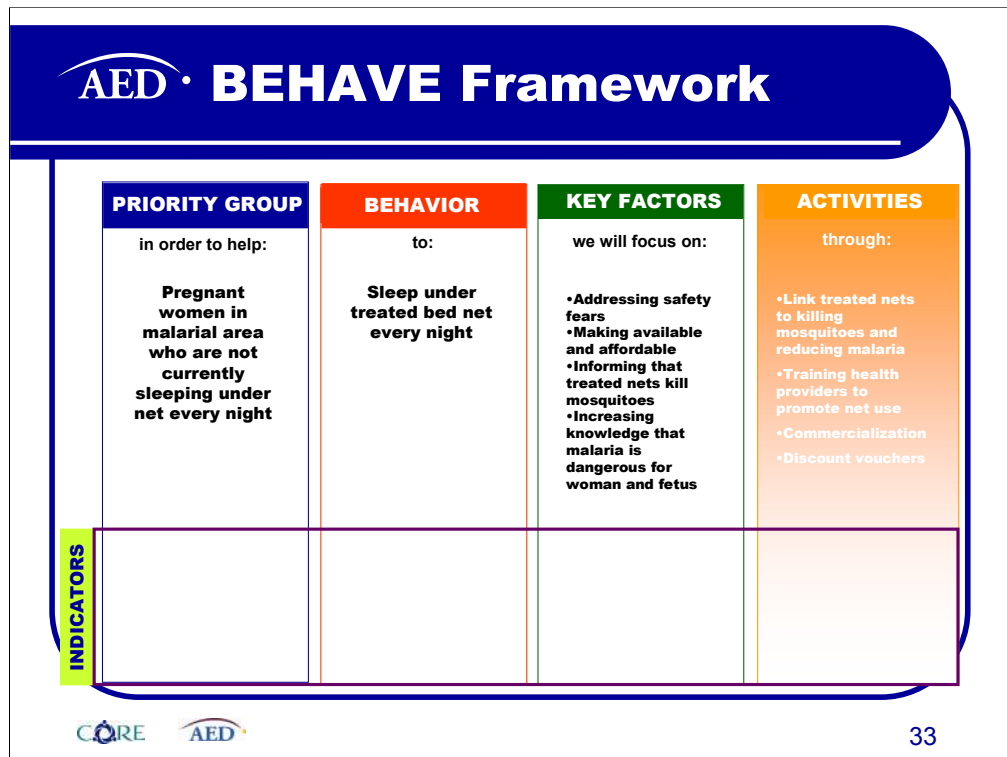 AED BEHAVE Framework
PRIORITY GROUP
in order to help:
Pregnant
women in
malarial area
who are not
currently
sleeping under
net every night
BEHAVIOR
to:
Sleep under
treated bed net
every night
KEY FACTORS
we will focus on:
•Addressing safety
fears
•Making available
and affordable
•Informing that
treated nets kill
mosquitoes
•Increasing
knowledge that
malaria is
dangerous for
woman and fetus
ACTIVITIES
through:
•Link treated nets
to killing
mosquitoes and
reducing malaria
•Training health
providers to
promote net use
•Commercialization
•Discount vouchers
INDICATORS
CORE AED
33